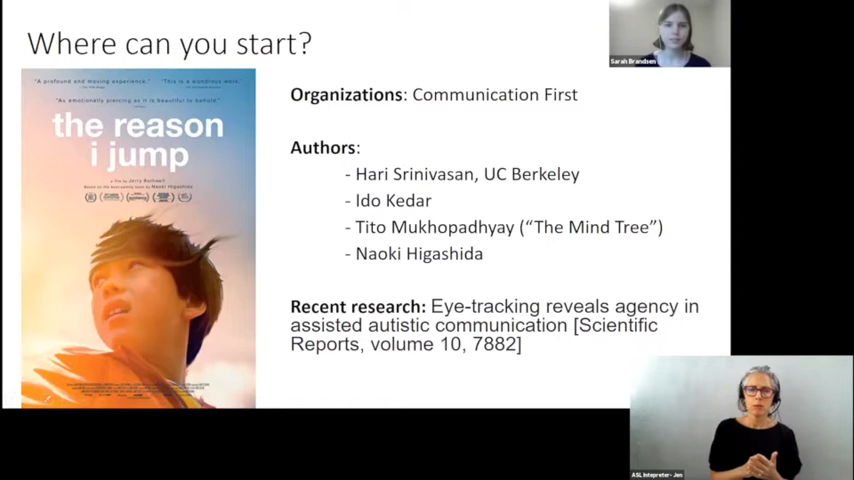 Where can you start?
Sarah Brandsen
"A profound and moving experience."
"This is a wondrous work."
"As emotionally piercing as it is beautiful to behold."
the reason
i jump
a film by Jerry Rothwell
Based on the best-selling book by Naoki Higashida
Organizations: Communication First
Authors:
- Hari Srinivasan, UC Berkeley
- Ido Kedar
- Tito Mukhopadhyay (“The Mind Tree”)
- Naoki Higashida
Recent research: Eye-tracking reveals agency in
assisted autistic communication [Scientific
Reports, volume 10, 7882]
ASL Intepreter- Jen